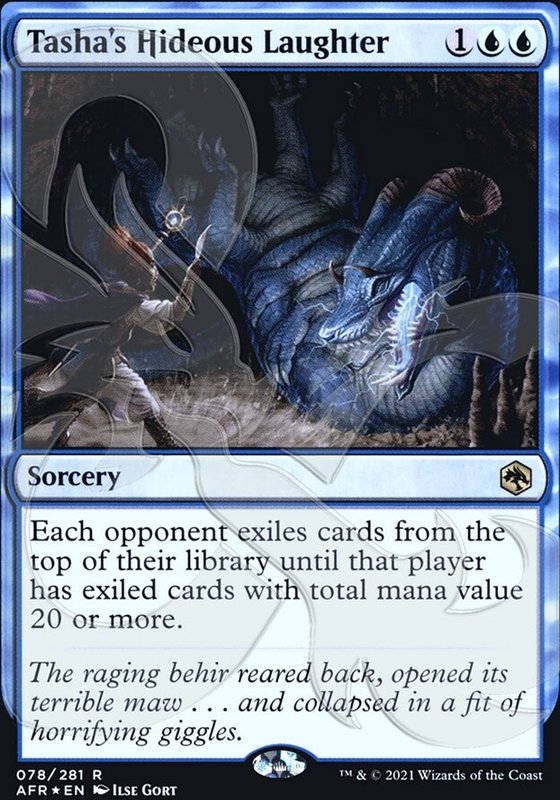 Tasha's Hideous Laughter 1
Sorcery
Each opponent exiles cards from the
top of their library until that player
has exiled cards with total mana value
20 or more.
The raging behir reared back, opened its
terrible maw . . . and collapsed in a fit of
horrifying giggles.
078/281 R
AFR★EN Ilse Gort
™ & © 2021 Wizards of the Coast